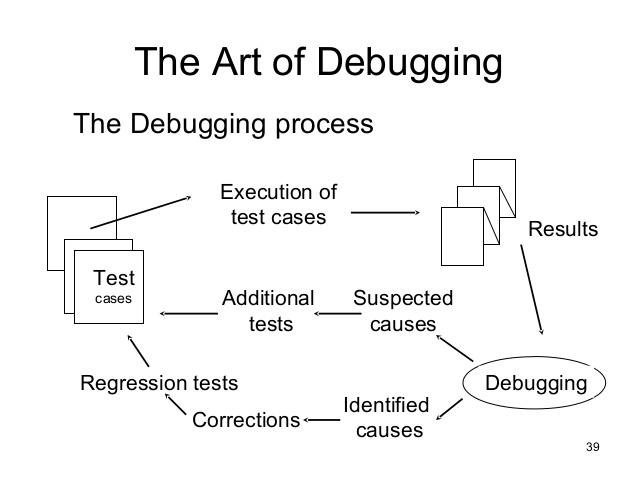 The Art of Debugging
The Debugging process
Execution of
test cases
Results
Test
cases
Additional
tests
Suspected
causes
Debugging
Regression tests
Corrections
Identified
causes
39